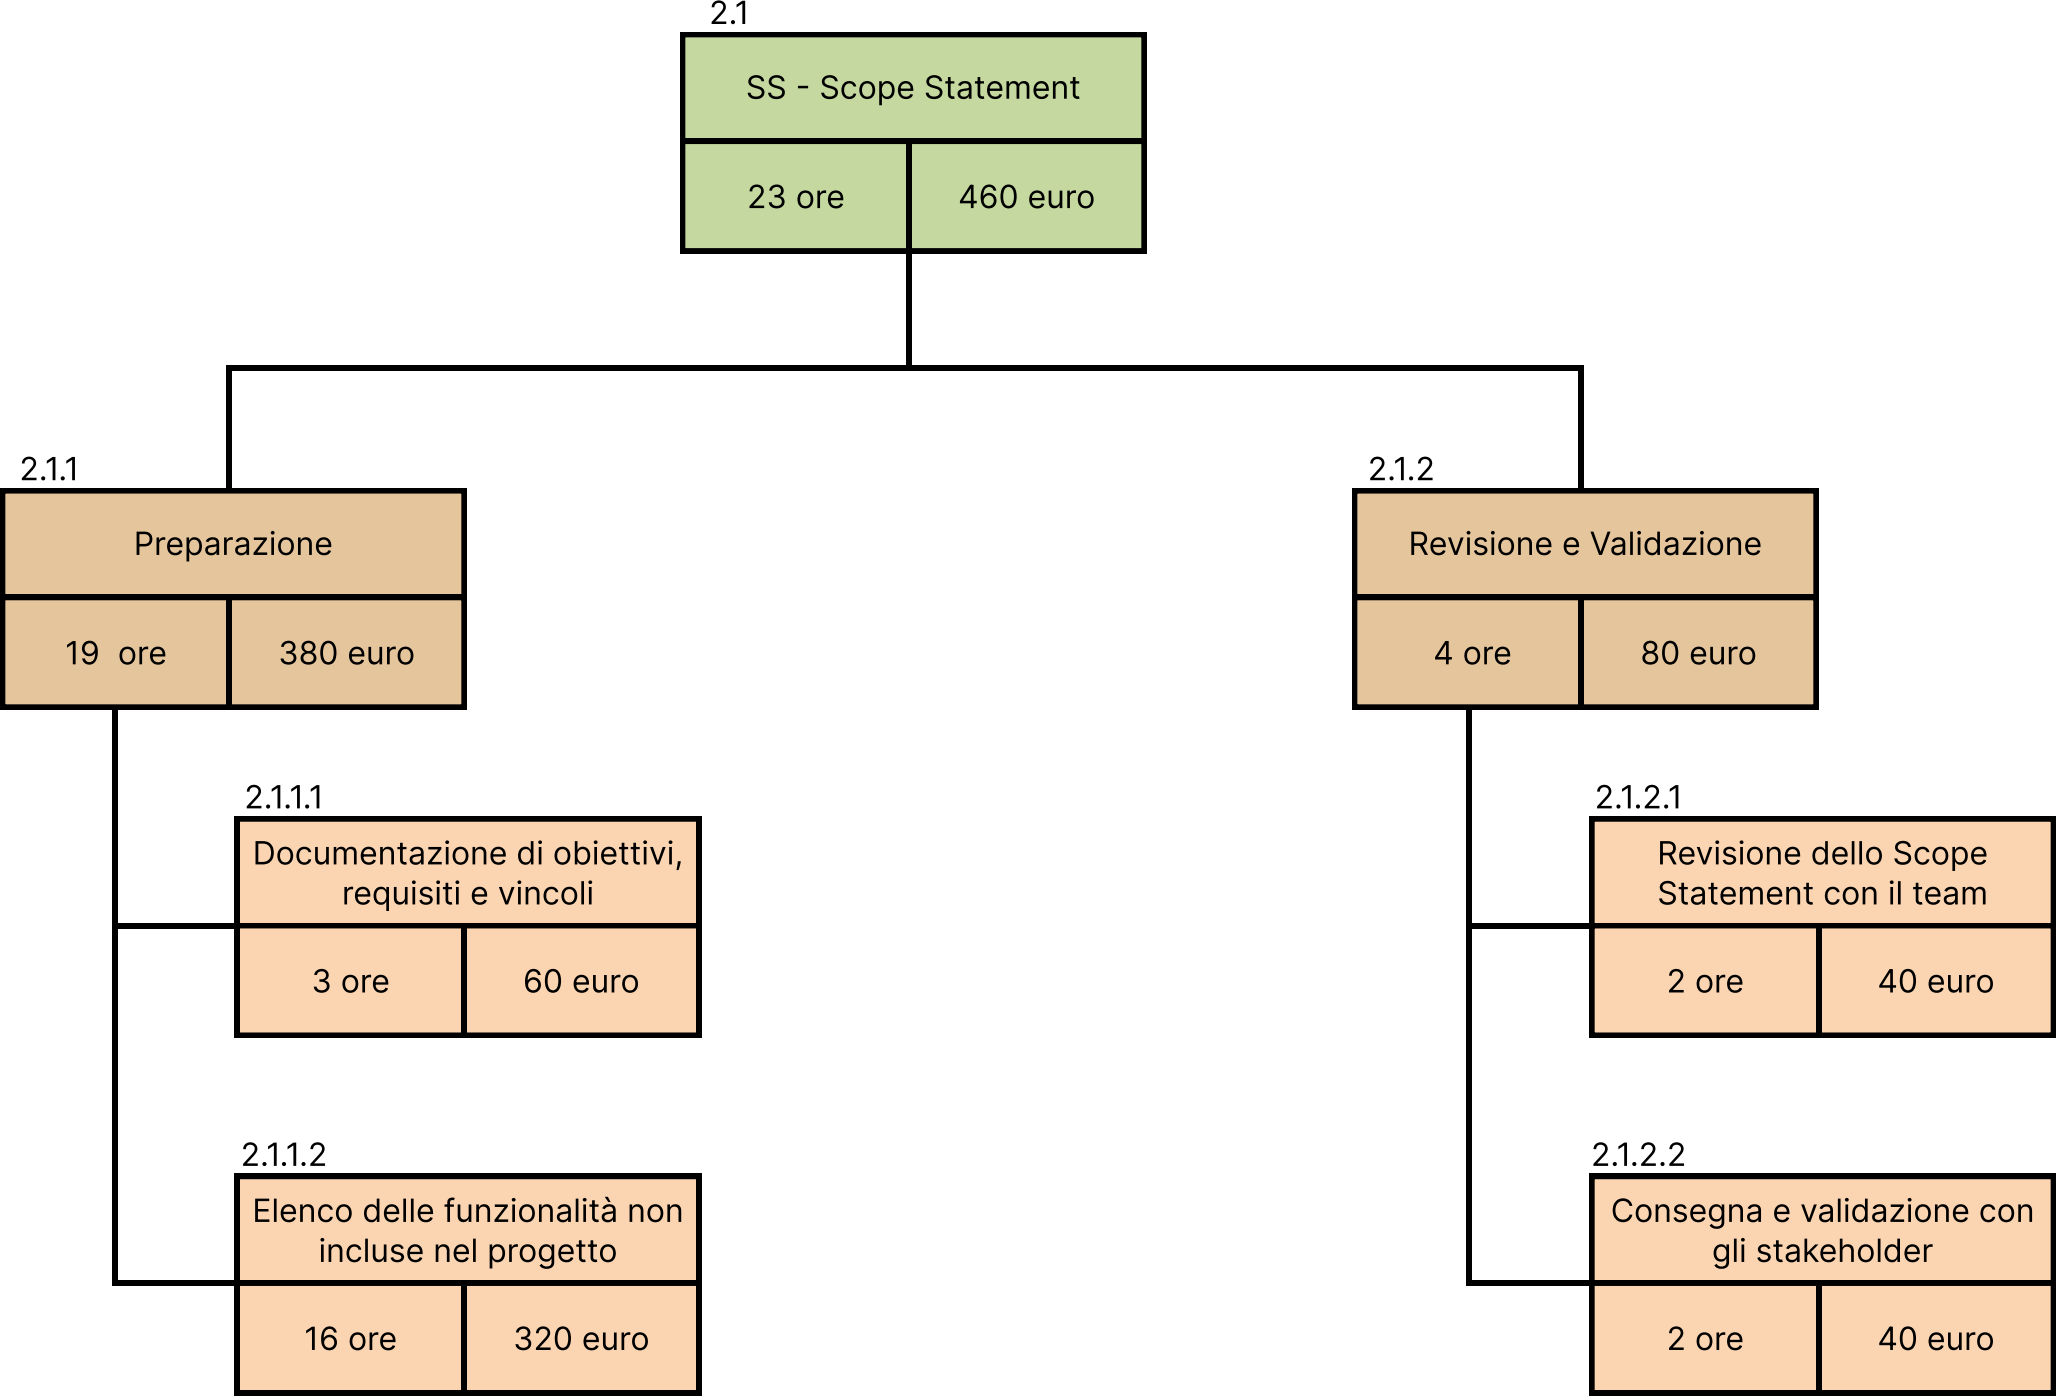 2.1
SS - Scope Statement
23 ore
460 euro
2.1.1
Preparazione
19  ore
380 euro
2.1.2
Revisione e Validazione
4 ore
80 euro
2.1.1.1
Documentazione di obiettivi,
requisiti e vincoli
3 ore
60 euro
2.1.1.2
Elenco delle funzionalità non
incluse nel progetto
16 ore
320 euro
2.1.2.1
Revisione dello Scope
Statement con il team
2 ore
40 euro
2.1.2.2
Consegna e validazione con
gli stakeholder
2 ore
40 euro